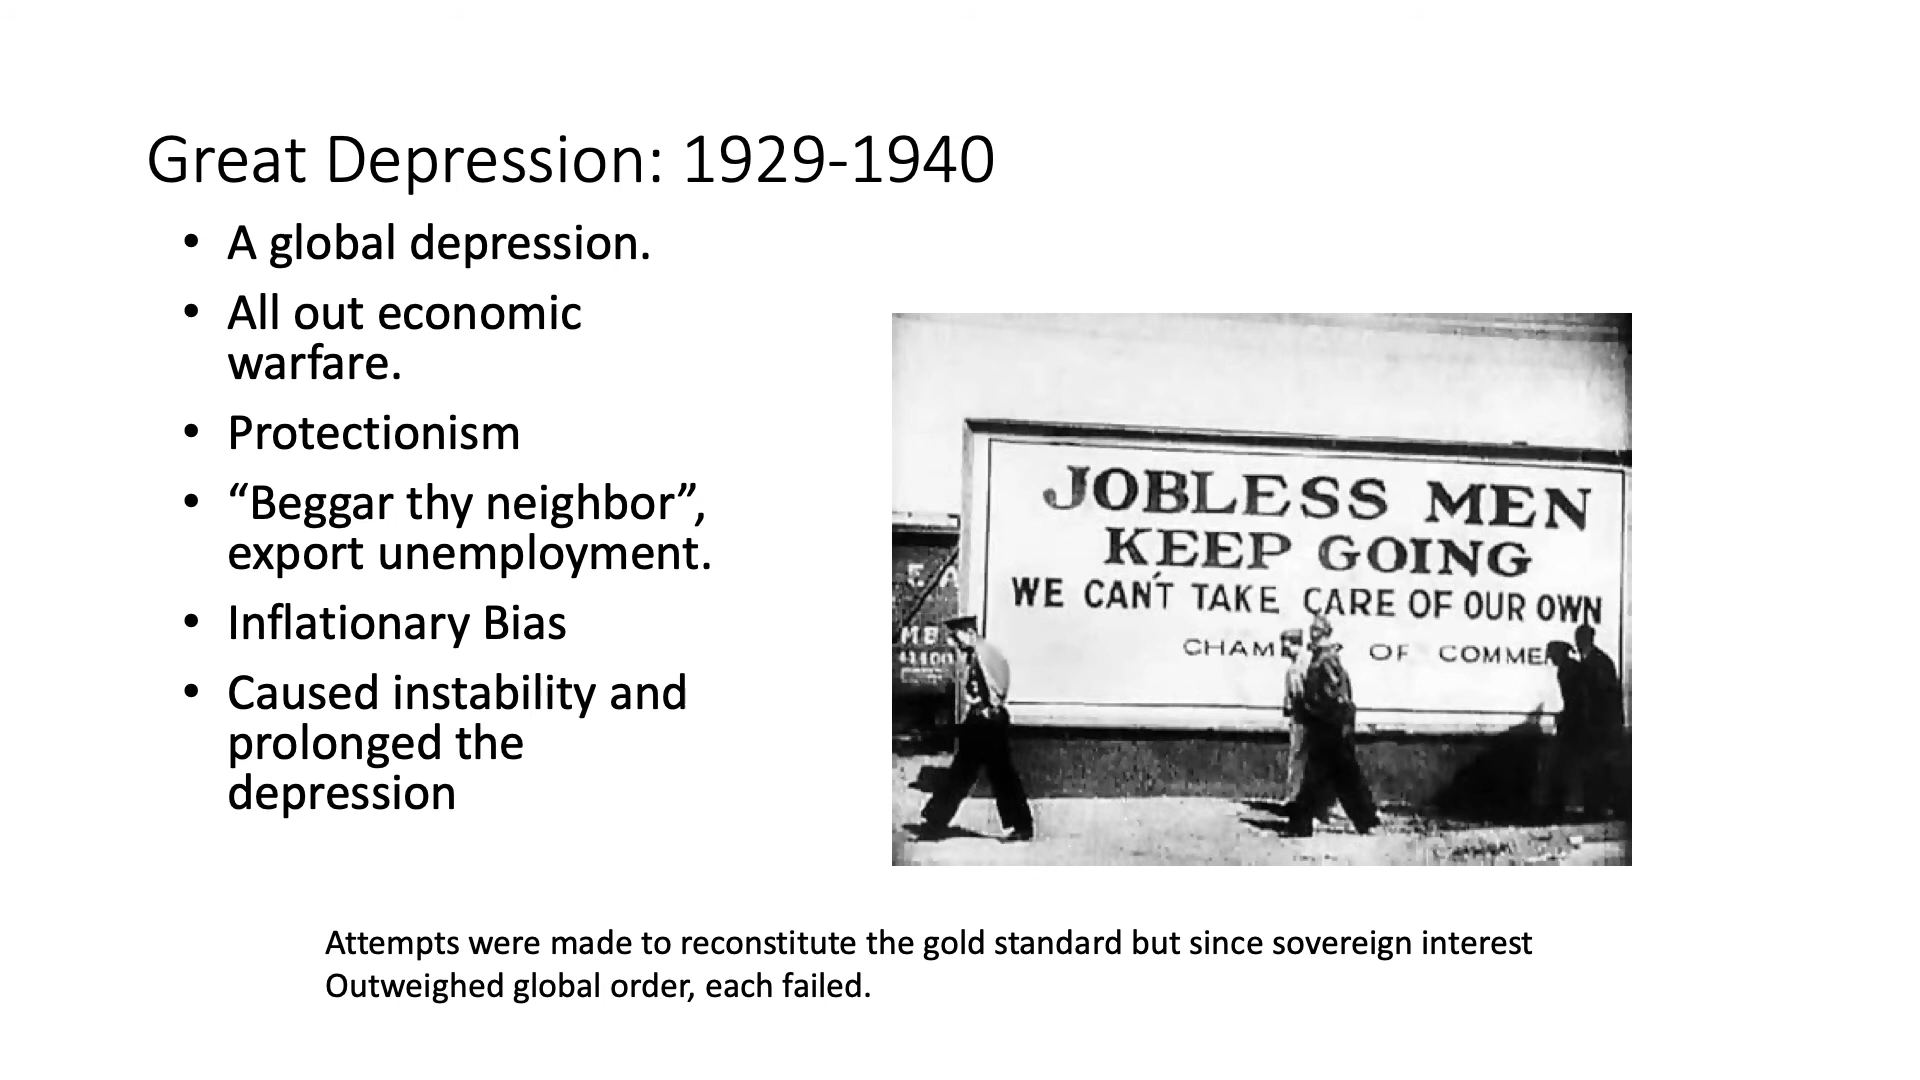 Great Depression: 1929-1940
• A global depression.
• All out economic
warfare.
• Protectionism
• “Beggar thy neighbor”,
export unemployment.
• Inflationary Bias
• Caused instability and
prolonged the
depression
JOBLESS MEN
KEEP GOING
WE CAN'T TAKE CARE OF OUR OWN
OF
Attempts were made to reconstitute the gold standard but since sovereign interest
Outweighed global order, each failed.